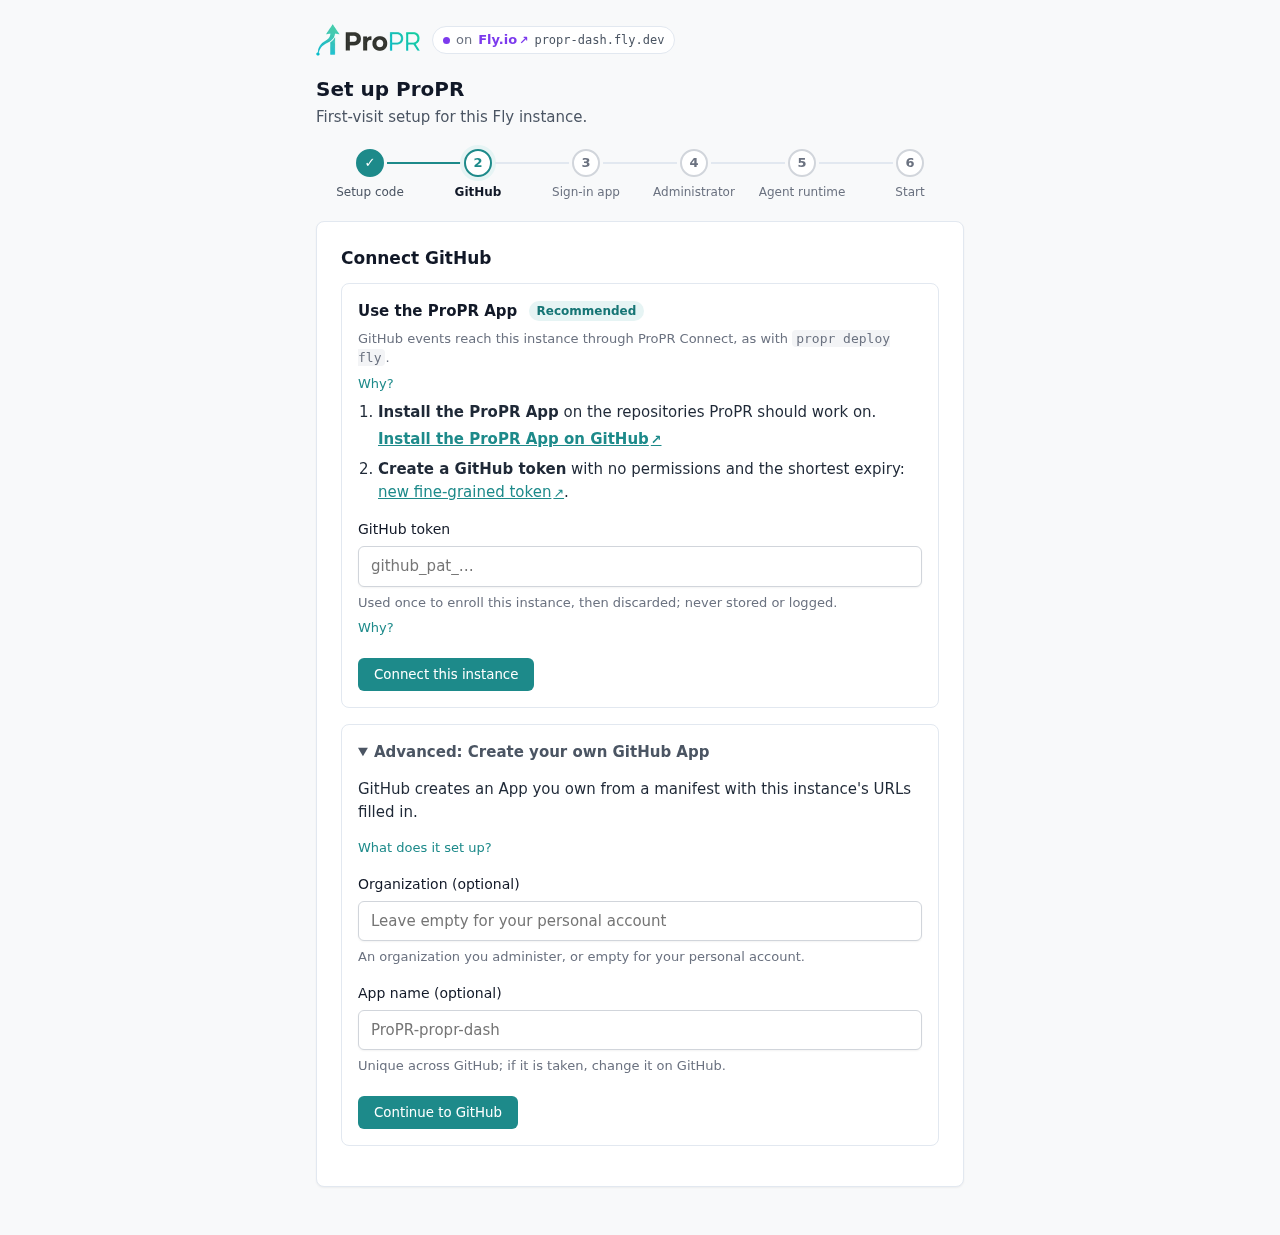 ProPR on Fly.io↗ propr-dash.fly.dev
Set up ProPR
First-visit setup for this Fly instance.
✓ 2 3 4 5 6
Setup code GitHub Sign-in app Administrator Agent runtime Start
Connect GitHub
Use the ProPR App Recommended
GitHub events reach this instance through ProPR Connect, as with propr deploy
fly.
Why?
1. Install the ProPR App on the repositories ProPR should work on.
Install the ProPR App on GitHub↗
2. Create a GitHub token with no permissions and the shortest expiry:
new fine-grained token↗.
GitHub token
github_pat_…
Used once to enroll this instance, then discarded; never stored or logged.
Why?
Connect this instance
▼ Advanced: Create your own GitHub App
GitHub creates an App you own from a manifest with this instance's URLs
filled in.
What does it set up?
Organization (optional)
Leave empty for your personal account
An organization you administer, or empty for your personal account.
App name (optional)
ProPR-propr-dash
Unique across GitHub; if it is taken, change it on GitHub.
Continue to GitHub